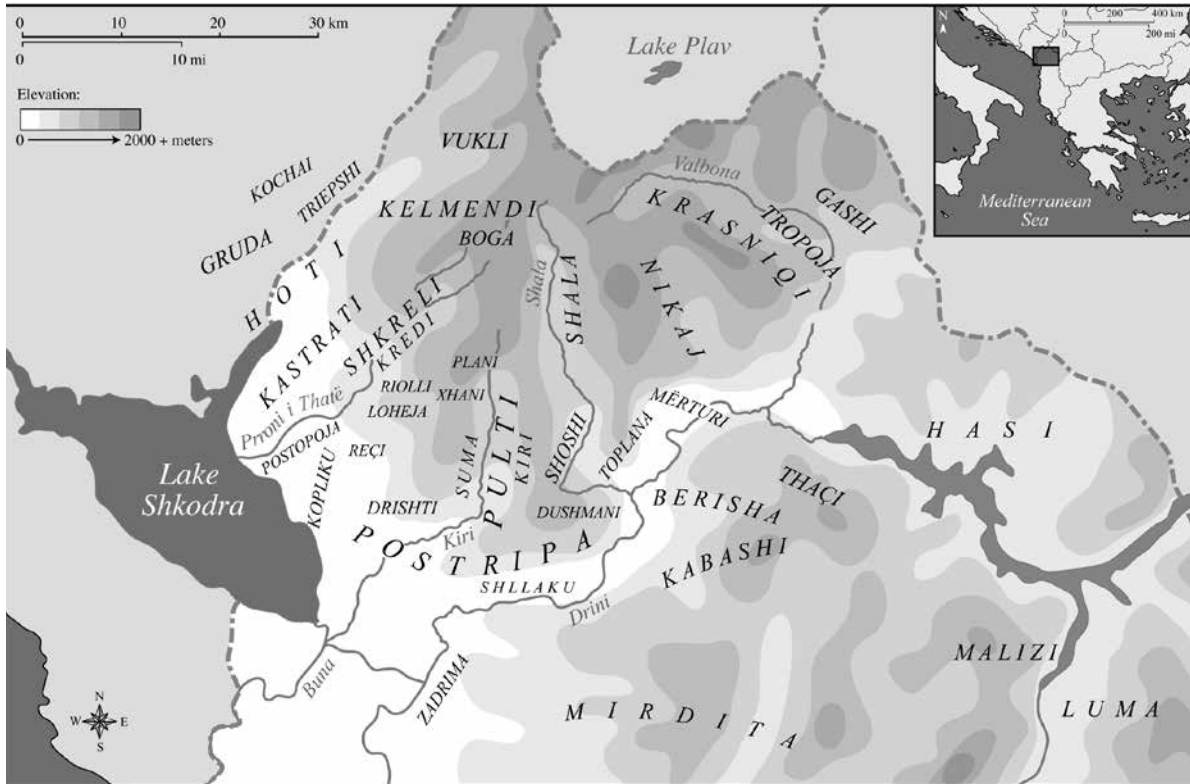 0 10 20 30 km
0 10 mi
Elevation:
0 2000 + meters
Lake Plav
N
0 200 400 km
0 200 mi
Mediterranean
Sea
VUKLI
KOCHAI
TRIEPSHI
GRUDA
HOTI
KELMENDI
BOGA
Valbona
GASHI
KRASNIQI
TROPOJA
NIKAJ
Shala
SHALA
KASTRATI
SHKRELI
KREDI
PLANI
RIOLLI
XHANI
LOHEJA
Prroni i Thatë
POSTOPOJA
REÇI
KOPLIKU
Lake
Shkodra
SUMA
PULTI
KIRI
SHOSHI
TOPLANA
MËRTURI
HASI
THAÇI
BERISHA
KABASHI
DRISHTI
Kiri
DUSHMANI
POSTRIPA
SHLLAKU
Drini
Buna
ZADRIMA
MIRDITA
MALIZI
LUMA
N
W E
S